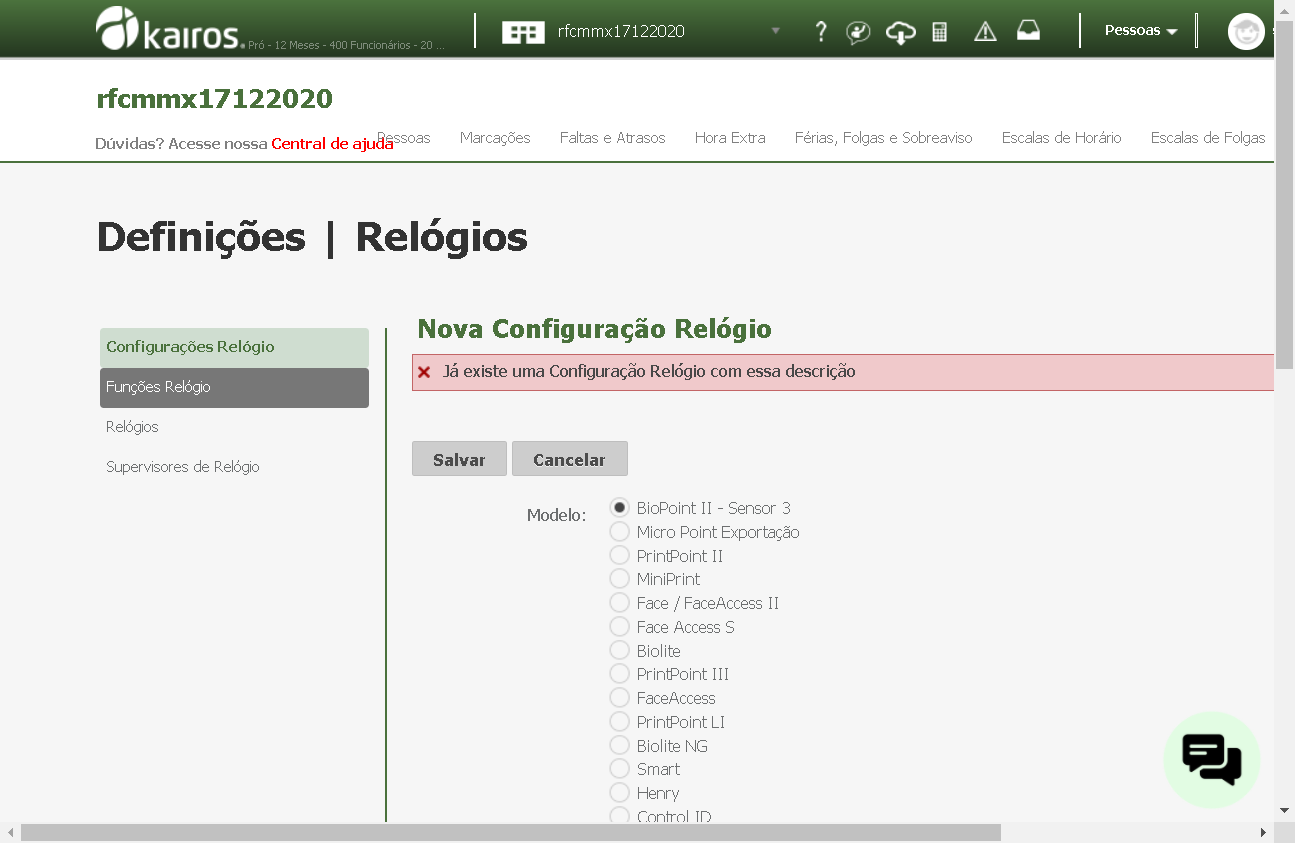 kairos. Pró - 12 Meses - 400 Funcionários - 20 ...
rfcmmx17122020
?
Pessoas
rfcmmx17122020
Dúvidas? Acesse nossa Central de ajuda
Pessoas Marcações Faltas e Atrasos Hora Extra Férias, Folgas e Sobreaviso Escalas de Horário Escalas de Folgas
Definições | Relógios
Configurações Relógio
Funções Relógio
Relógios
Supervisores de Relógio
Nova Configuração Relógio
Já existe uma Configuração Relógio com essa descrição
Salvar Cancelar
Modelo:
BioPoint II - Sensor 3
Micro Point Exportação
PrintPoint II
MiniPrint
Face / FaceAccess II
Face Access S
Biolite
PrintPoint III
FaceAccess
PrintPoint LI
Biolite NG
Smart
Henry
Control ID